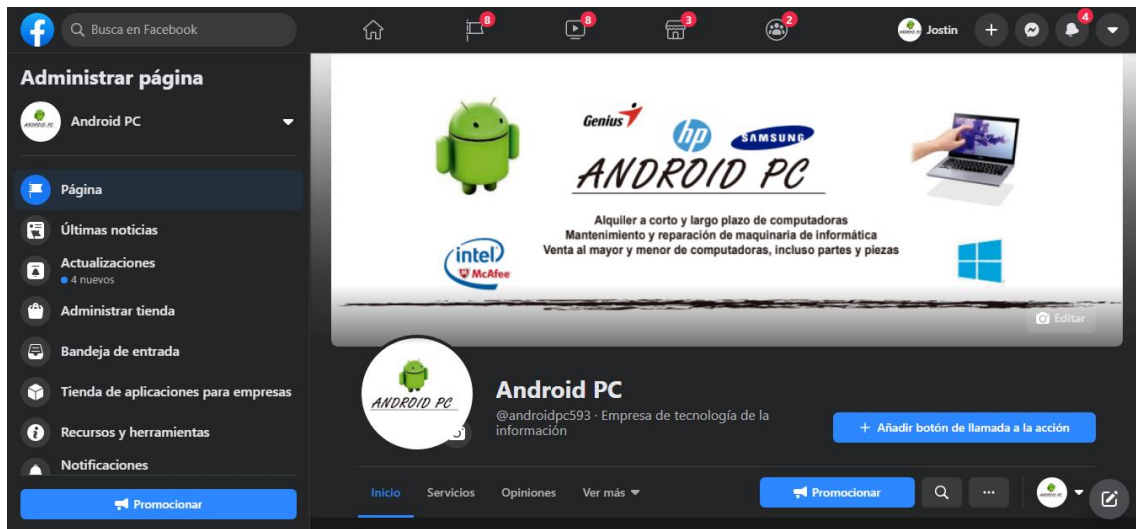 Busca en Facebook
8
8
3
2
Jostin
4
Administrar página
Android PC
Página
Últimas noticias
Actualizaciones
4 nuevos
Administrar tienda
Bandeja de entrada
Tienda de aplicaciones para empresas
Recursos y herramientas
Notificaciones
Promocionar
Genius
hp
SAMSUNG
ANDROID PC
Alquiler a corto y largo plazo de computadoras
Mantenimiento y reparación de maquinaria de informática
Venta al mayor y menor de computadoras, incluso partes y piezas
intel
McAfee
Editar
ANDROID PC
Android PC
@androidpc593 · Empresa de tecnología de la
información
+ Añadir botón de llamada a la acción
Inicio
Servicios
Opiniones
Ver más
Promocionar